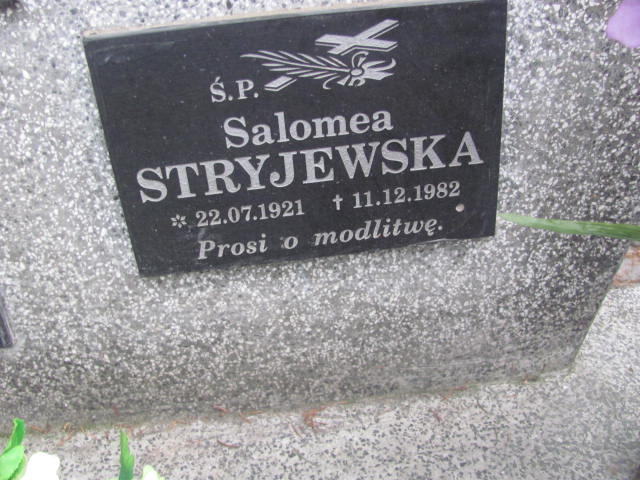 Ś.P.
Salomea
STRYJEWSKA
* 22.07.1921 † 11.12.1982
Prosi o modlitwę.